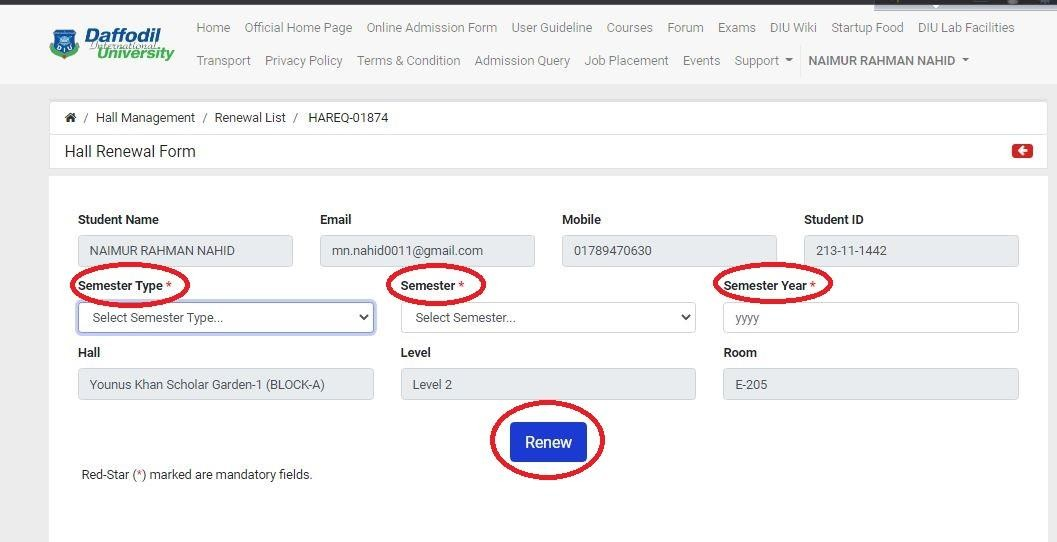 Daffodil
International
University
DIU
Home Official Home Page Online Admission Form User Guideline Courses Forum Exams DIU Wiki Startup Food DIU Lab Facilities
Transport Privacy Policy Terms & Condition Admission Query Job Placement Events Support NAIMUR RAHMAN NAHID
/ Hall Management / Renewal List / HAREQ-01874
Hall Renewal Form
Student Name Email Mobile Student ID
NAIMUR RAHMAN NAHID mn.nahid0011@gmail.com 01789470630 213-11-1442
Semester Type * Semester * Semester Year *
Select Semester Type... Select Semester... yyyy
Hall Level Room
Younus Khan Scholar Garden-1 (BLOCK-A) Level 2 E-205
Renew
Red-Star (*) marked are mandatory fields.